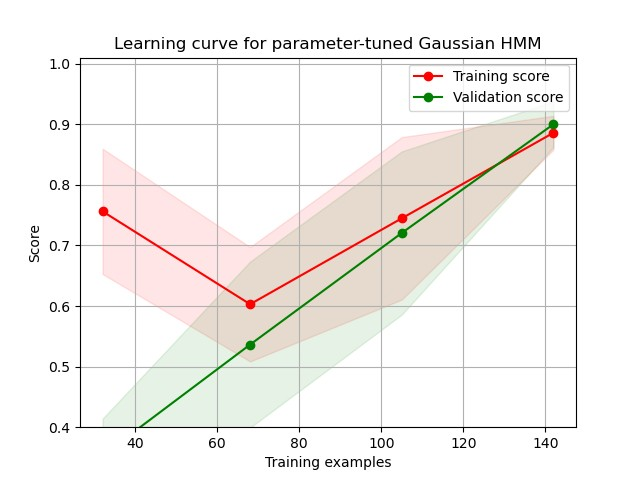 Learning curve for parameter-tuned Gaussian HMM
1.0
0.9
0.8
0.7
0.6
0.5
0.4
Score
Training score
Validation score
40 60 80 100 120 140
Training examples